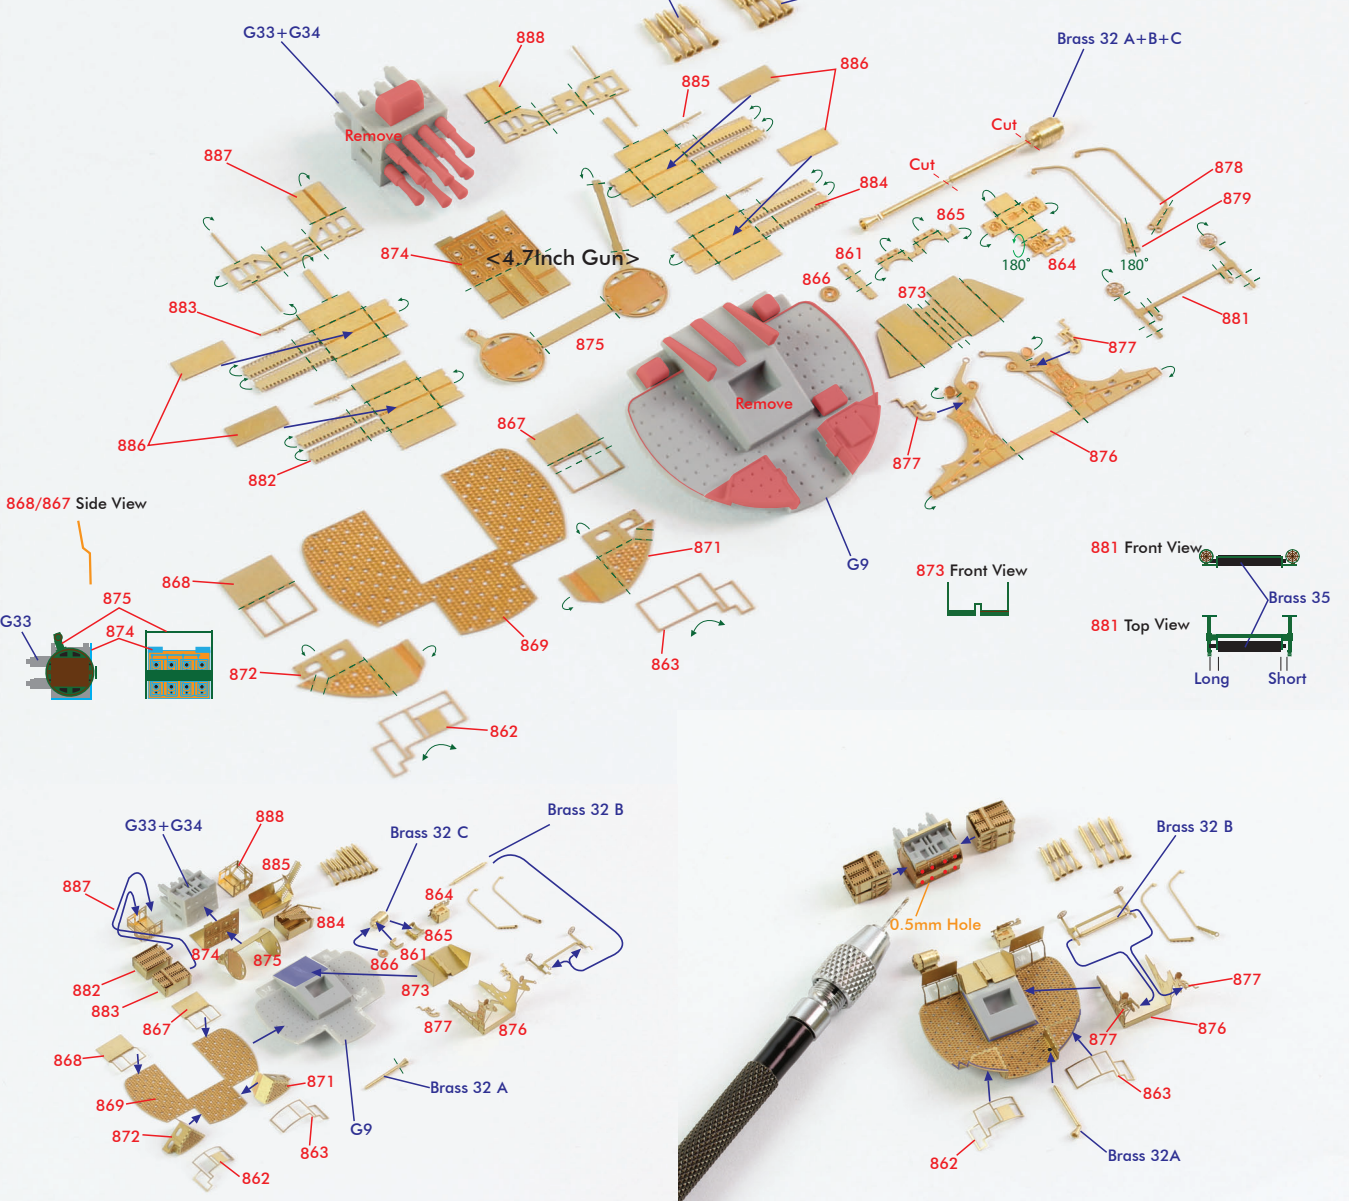 G33+G34
888
Brass 32 A+B+C
885
886
Remove
Cut
887
Cut
878
884
879
865
874
<4.7Inch Gun>
861
864
180°
180°
866
873
883
881
875
877
Remove
867
886
876
877
882
868/867 Side View
871
881 Front View
G9
873 Front View
868
875
Brass 35
G33
874
881 Top View
869
863
872
Long
Short
862
Brass 32 B
888
G33+G34
Brass 32 C
Brass 32 B
885
887
864
884
0.5mm Hole
865
874
875
861
866
877
882
873
883
867
877
876
876
877
868
871
863
Brass 32 A
869
G9
872
863
Brass 32A
862
862